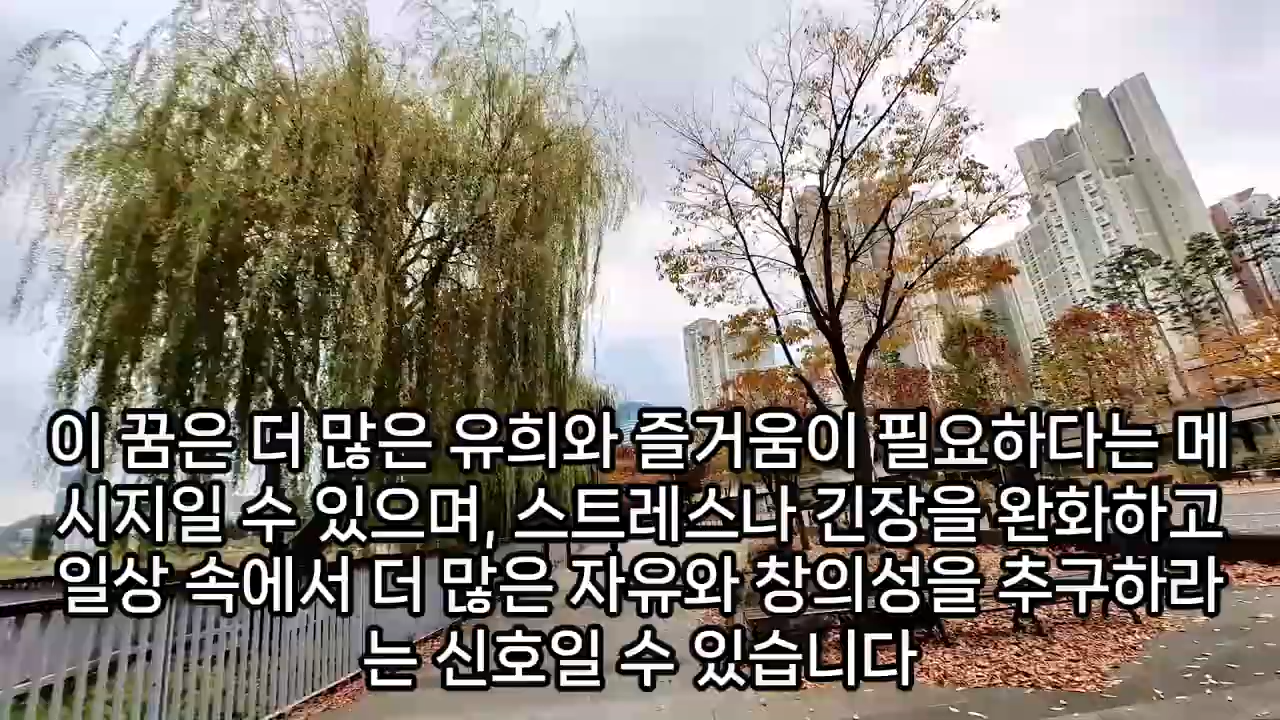 이 꿈은 더 많은 유희와 즐거움이 필요하다는 메
시지일 수 있으며, 스트레스나 긴장을 완화하고
일상 속에서 더 많은 자유와 창의성을 추구하라
는 신호일 수 있습니다